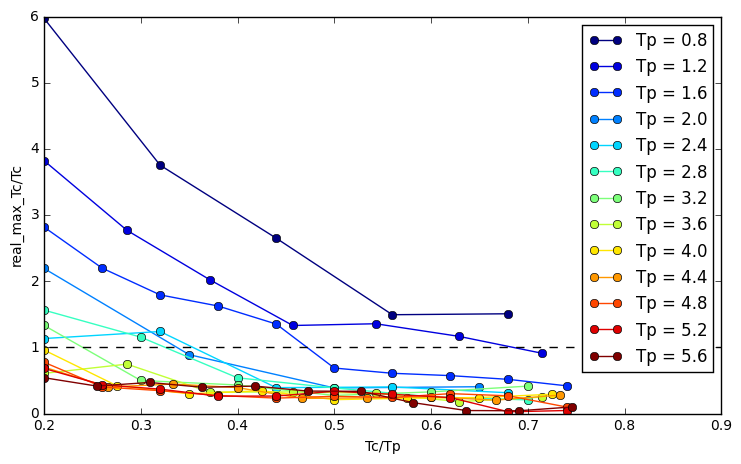 6
5
4
3
2
1
0
real_max_Tc/Tc
0.2 0.3 0.4 0.5 0.6 0.7 0.8 0.9
Tc/Tp
Tp = 0.8
Tp = 1.2
Tp = 1.6
Tp = 2.0
Tp = 2.4
Tp = 2.8
Tp = 3.2
Tp = 3.6
Tp = 4.0
Tp = 4.4
Tp = 4.8
Tp = 5.2
Tp = 5.6